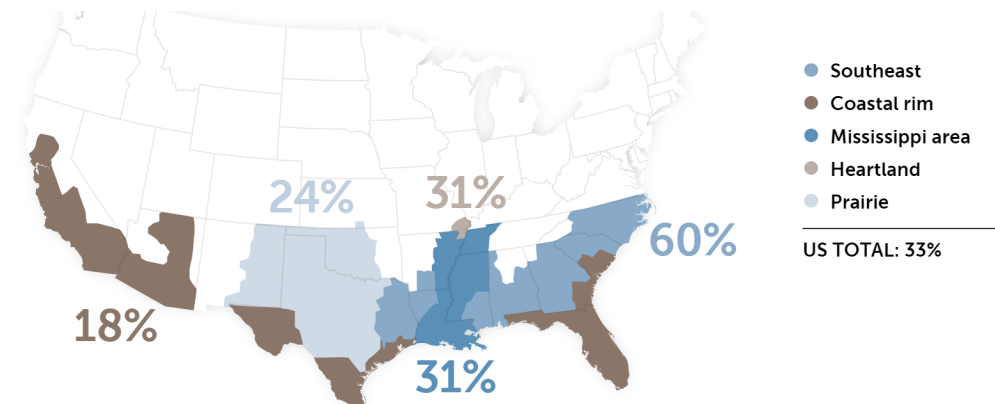 24%
31%
60%
18%
31%
Southeast
Coastal rim
Mississippi area
Heartland
Prairie
US TOTAL: 33%